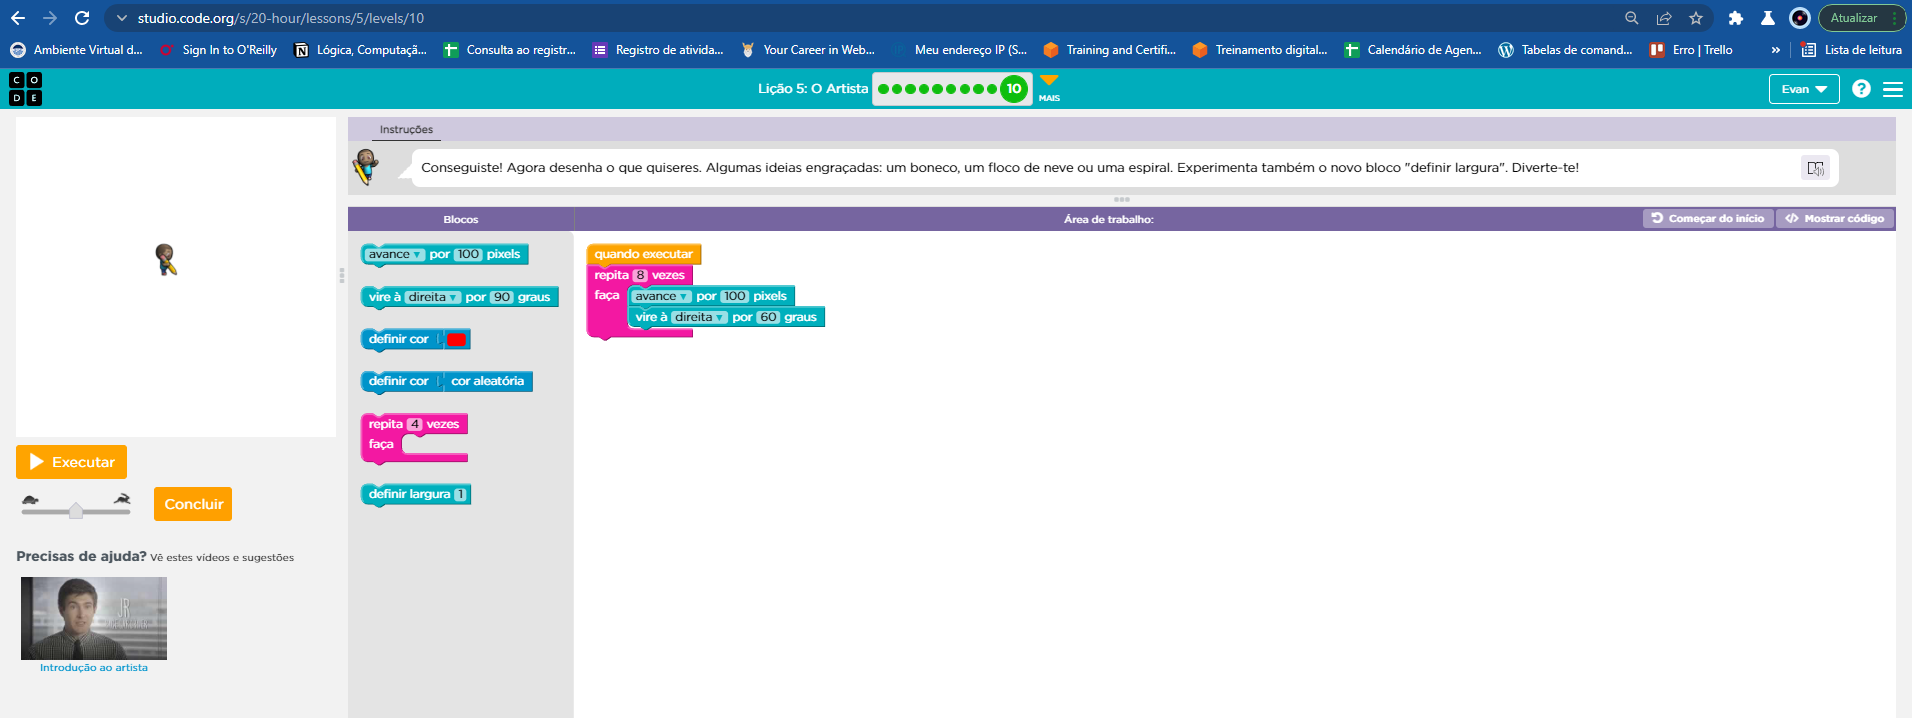 studio.code.org/s/20-hour/lessons/5/levels/10
Atualizar
Ambiente Virtual d...
Sign In to O'Reilly
Lógica, Computaçã...
Consulta ao registr...
Registro de ativida...
Your Career in Web...
Meu endereço IP (S...
Training and Certifi...
Treinamento digital...
Calendário de Agen...
Tabelas de comand...
Erro | Trello
»
Lista de leitura
C O
D E
Lição 5: O Artista
10
MAIS
Evan
?
Instruções
Conseguiste! Agora desenha o que quiseres. Algumas ideias engraçadas: um boneco, um floco de neve ou uma espiral. Experimenta também o novo bloco "definir largura". Diverte-te!
Blocos
Área de trabalho:
Começar do início
</> Mostrar código
avance por 100 pixels
vire à direita por 90 graus
definir cor
definir cor cor aleatória
repita 4 vezes
faça
definir largura 1
quando executar
repita 8 vezes
faça avance por 100 pixels
vire à direita por 60 graus
Executar
Concluir
Precisas de ajuda? Vê estes vídeos e sugestões
JR
Introdução ao artista